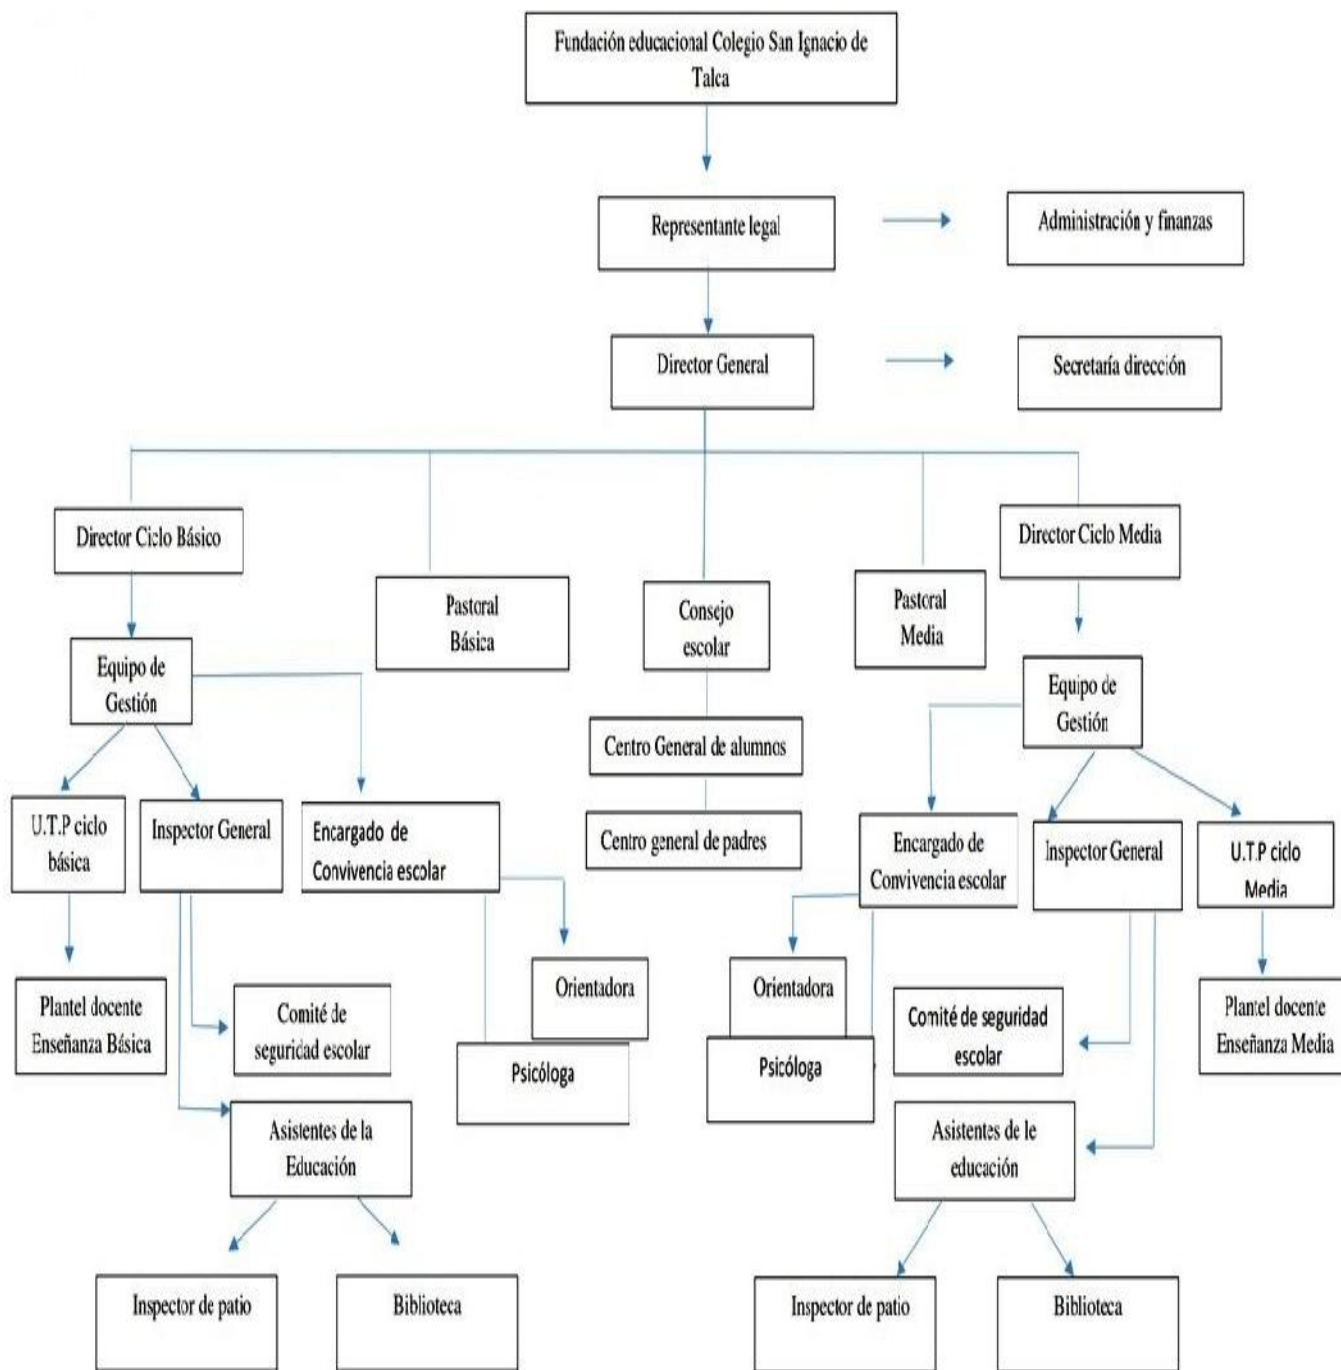 Fundación educacional Colegio San Ignacio de
Talca
Representante legal
Administración y finanzas
Director General
Secretaría dirección
Director Ciclo Básico
Director Ciclo Media
Pastoral
Básica
Consejo
escolar
Pastoral
Media
Equipo de
Gestión
Equipo de
Gestión
Centro General de alumnos
U.T.P ciclo
básica
Inspector General
Encargado de
Convivencia escolar
Centro general de padres
Encargado de
Convivencia escolar
Inspector General
U.T.P ciclo
Media
Plantel docente
Enseñanza Básica
Comité de
seguridad escolar
Orientadora
Psicóloga
Orientadora
Psicóloga
Comité de seguridad
escolar
Plantel docente
Enseñanza Media
Asistentes de la
Educación
Asistentes de le
educación
Inspector de patio
Biblioteca
Inspector de patio
Biblioteca